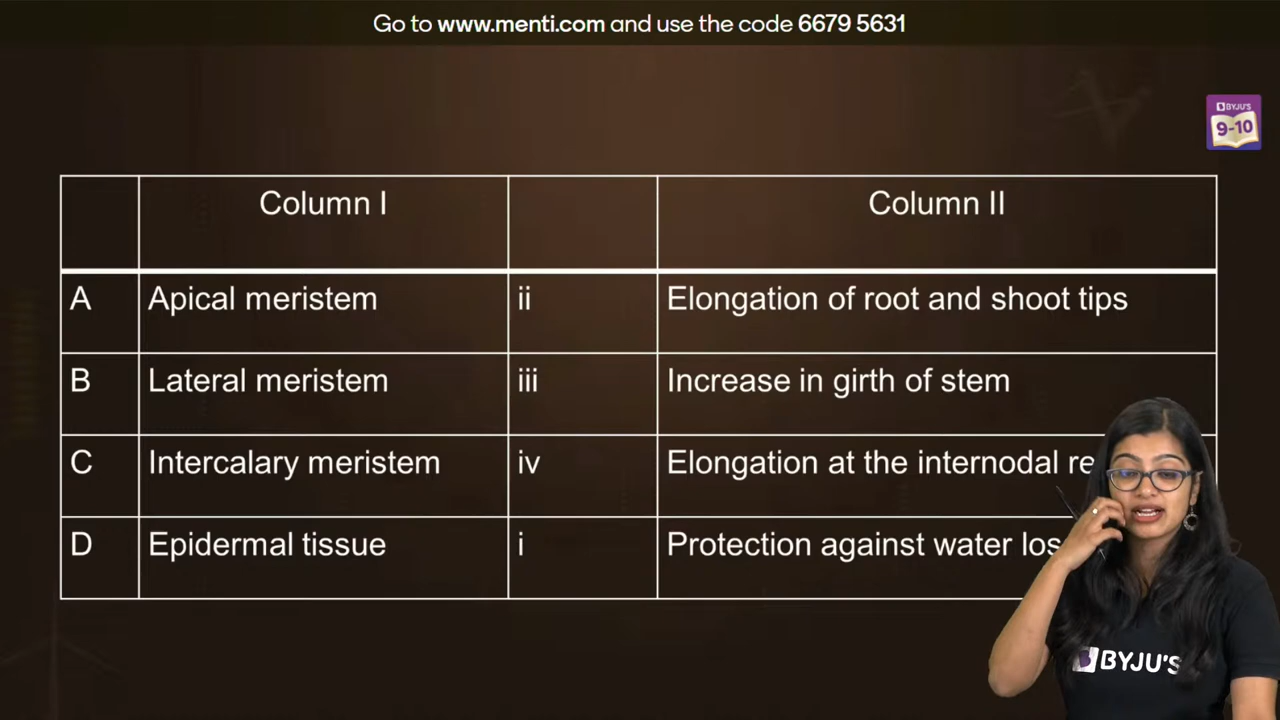 Go to www.menti.com and use the code 6679 5631
BYJU'S
9-10
Column I Column II
A Apical meristem ii Elongation of root and shoot tips
B Lateral meristem iii Increase in girth of stem
C Intercalary meristem iv Elongation at the internodal
D Epidermal tissue i Protection against water
BYJU'S